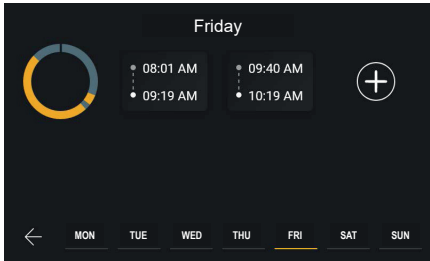 Friday
08:01 AM
09:19 AM
09:40 AM
10:19 AM
MON TUE WED THU FRI SAT SUN